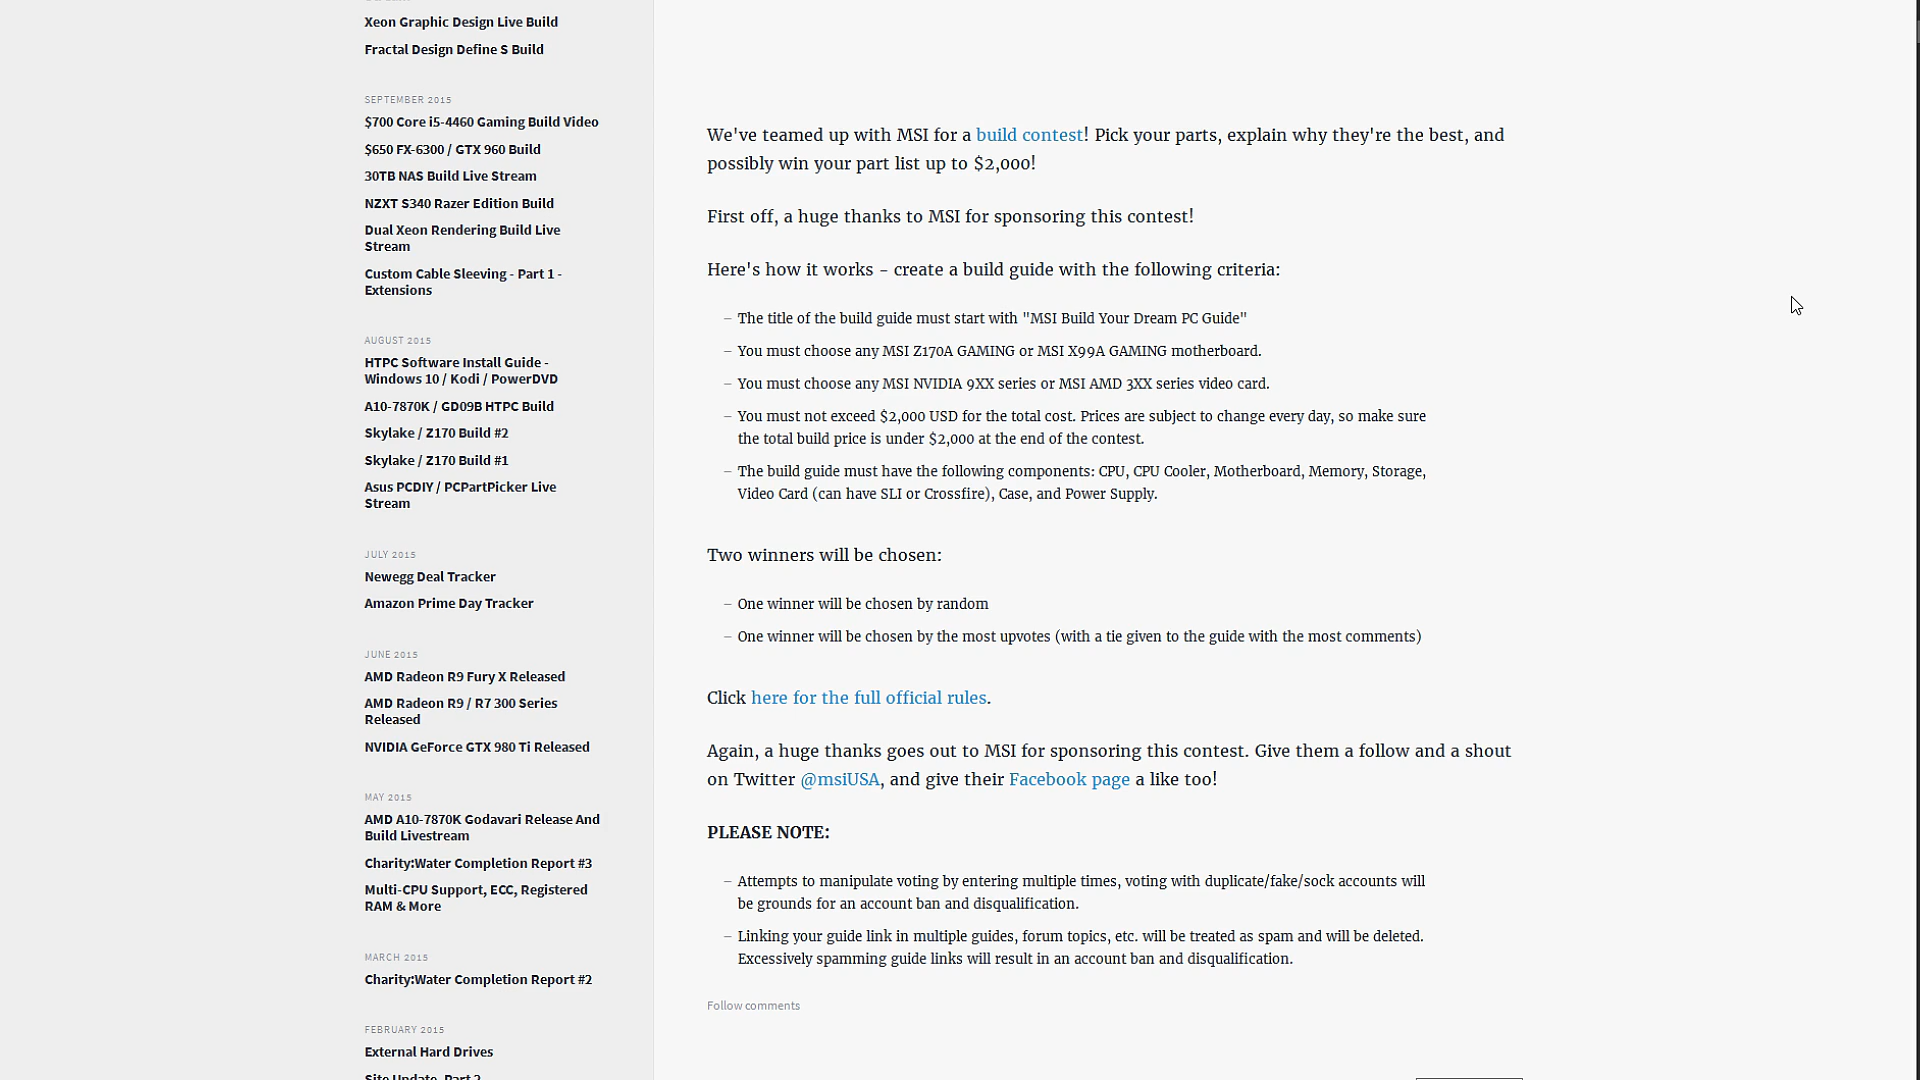 Xeon Graphic Design Live Build
Fractal Design Define S Build
SEPTEMBER 2015
$700 Core i5-4460 Gaming Build Video
$650 FX-6300 / GTX 960 Build
30TB NAS Build Live Stream
NZXT S340 Razer Edition Build
Dual Xeon Rendering Build Live
Stream
Custom Cable Sleeving - Part 1 -
Extensions
AUGUST 2015
HTPC Software Install Guide -
Windows 10 / Kodi / PowerDVD
A10-7870K / GD09B HTPC Build
Skylake / Z170 Build #2
Skylake / Z170 Build #1
Asus PCDIY / PCPartPicker Live
Stream
JULY 2015
Newegg Deal Tracker
Amazon Prime Day Tracker
JUNE 2015
AMD Radeon R9 Fury X Released
AMD Radeon R9 / R7 300 Series
Released
NVIDIA GeForce GTX 980 Ti Released
MAY 2015
AMD A10-7870K Godavari Release And
Build Livestream
Charity:Water Completion Report #3
Multi-CPU Support, ECC, Registered
RAM & More
MARCH 2015
Charity:Water Completion Report #2
FEBRUARY 2015
External Hard Drives
Site Update, Part 2
We've teamed up with MSI for a build contest! Pick your parts, explain why they're the best, and
possibly win your part list up to $2,000!
First off, a huge thanks to MSI for sponsoring this contest!
Here's how it works - create a build guide with the following criteria:
– The title of the build guide must start with "MSI Build Your Dream PC Guide"
– You must choose any MSI Z170A GAMING or MSI X99A GAMING motherboard.
– You must choose any MSI NVIDIA 9XX series or MSI AMD 3XX series video card.
– You must not exceed $2,000 USD for the total cost. Prices are subject to change every day, so make sure
the total build price is under $2,000 at the end of the contest.
– The build guide must have the following components: CPU, CPU Cooler, Motherboard, Memory, Storage,
Video Card (can have SLI or Crossfire), Case, and Power Supply.
Two winners will be chosen:
– One winner will be chosen by random
– One winner will be chosen by the most upvotes (with a tie given to the guide with the most comments)
Click here for the full official rules.
Again, a huge thanks goes out to MSI for sponsoring this contest. Give them a follow and a shout
on Twitter @msiUSA, and give their Facebook page a like too!
PLEASE NOTE:
– Attempts to manipulate voting by entering multiple times, voting with duplicate/fake/sock accounts will
be grounds for an account ban and disqualification.
– Linking your guide link in multiple guides, forum topics, etc. will be treated as spam and will be deleted.
Excessively spamming guide links will result in an account ban and disqualification.
Follow comments